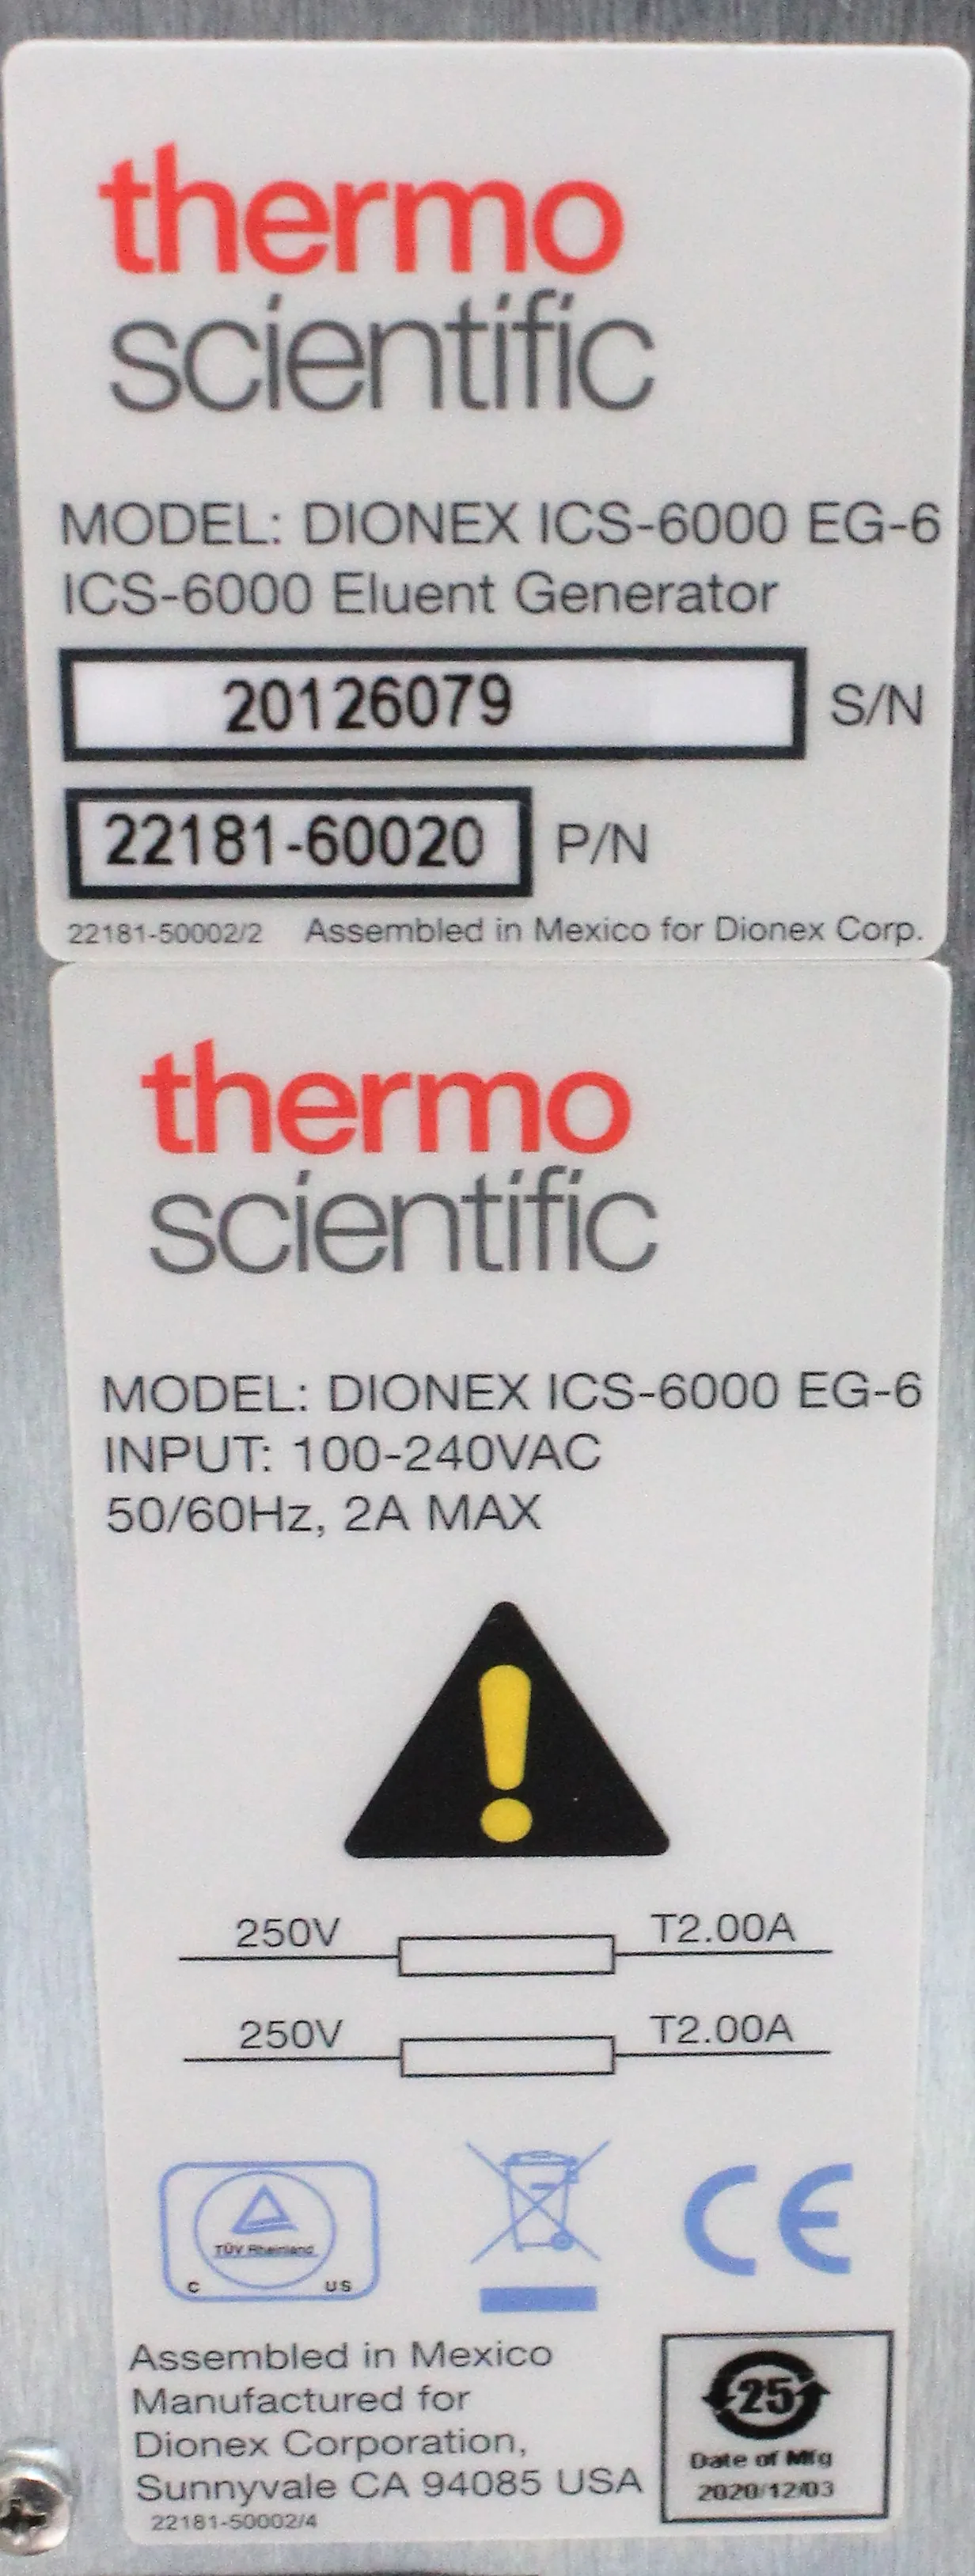 thermo
scientific
MODEL: DIONEX ICS-6000 EG-6
ICS-6000 Eluent Generator
20126079 S/N
22181-60020 P/N
22181-50002/2 Assembled in Mexico for Dionex Corp.
thermo
scientific
MODEL: DIONEX ICS-6000 EG-6
INPUT: 100-240VAC
50/60Hz, 2A MAX
!
250V T2.00A
250V T2.00A
TÜV Rheinland
C US
CE
Assembled in Mexico
Manufactured for
Dionex Corporation,
Sunnyvale CA 94085 USA
22181-50002/4
25
Date of Mfg
2020/12/03